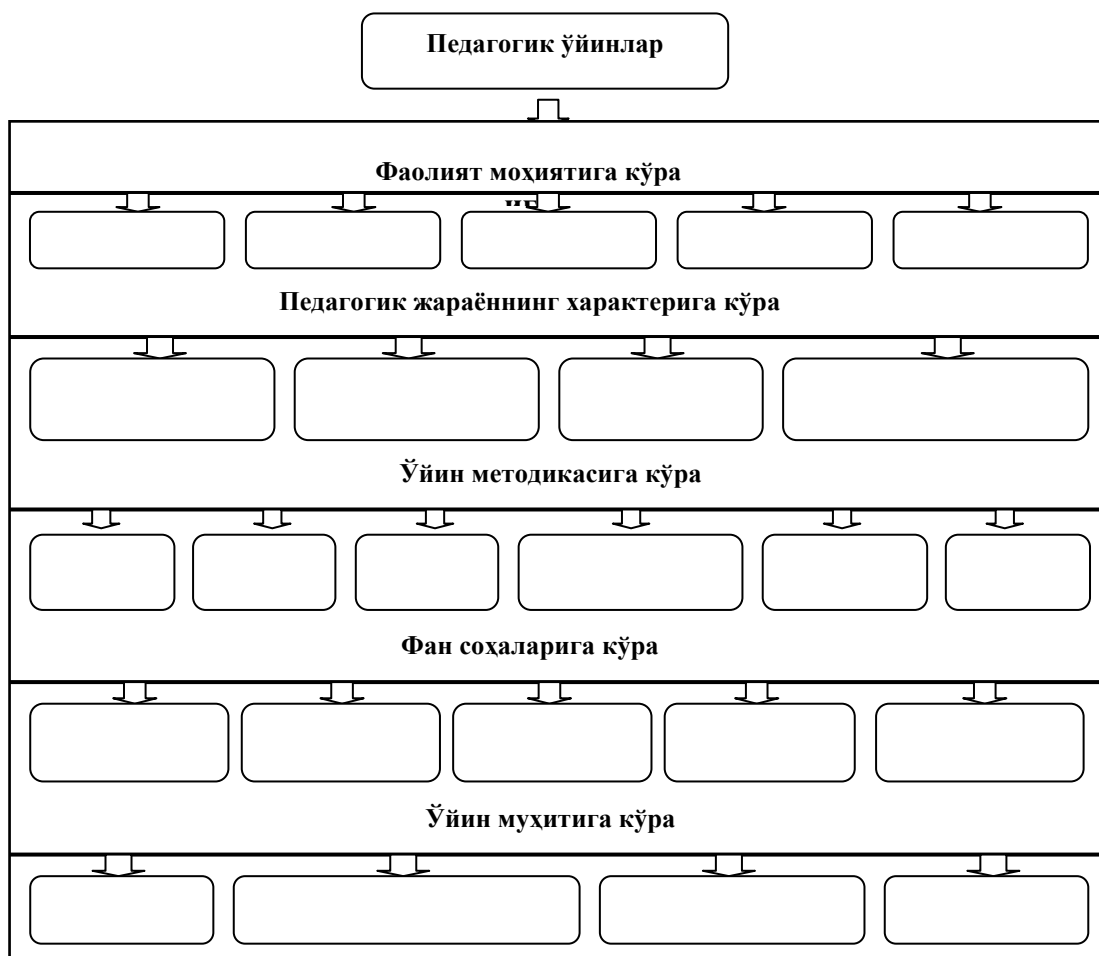 Педагогик ўйинлар
Фаолият моҳиятига кўра
Педагогик жараённинг характерига кўра
Ўйин методикасига кўра
Фан соҳаларига кўра
Ўйин муҳитига кўра